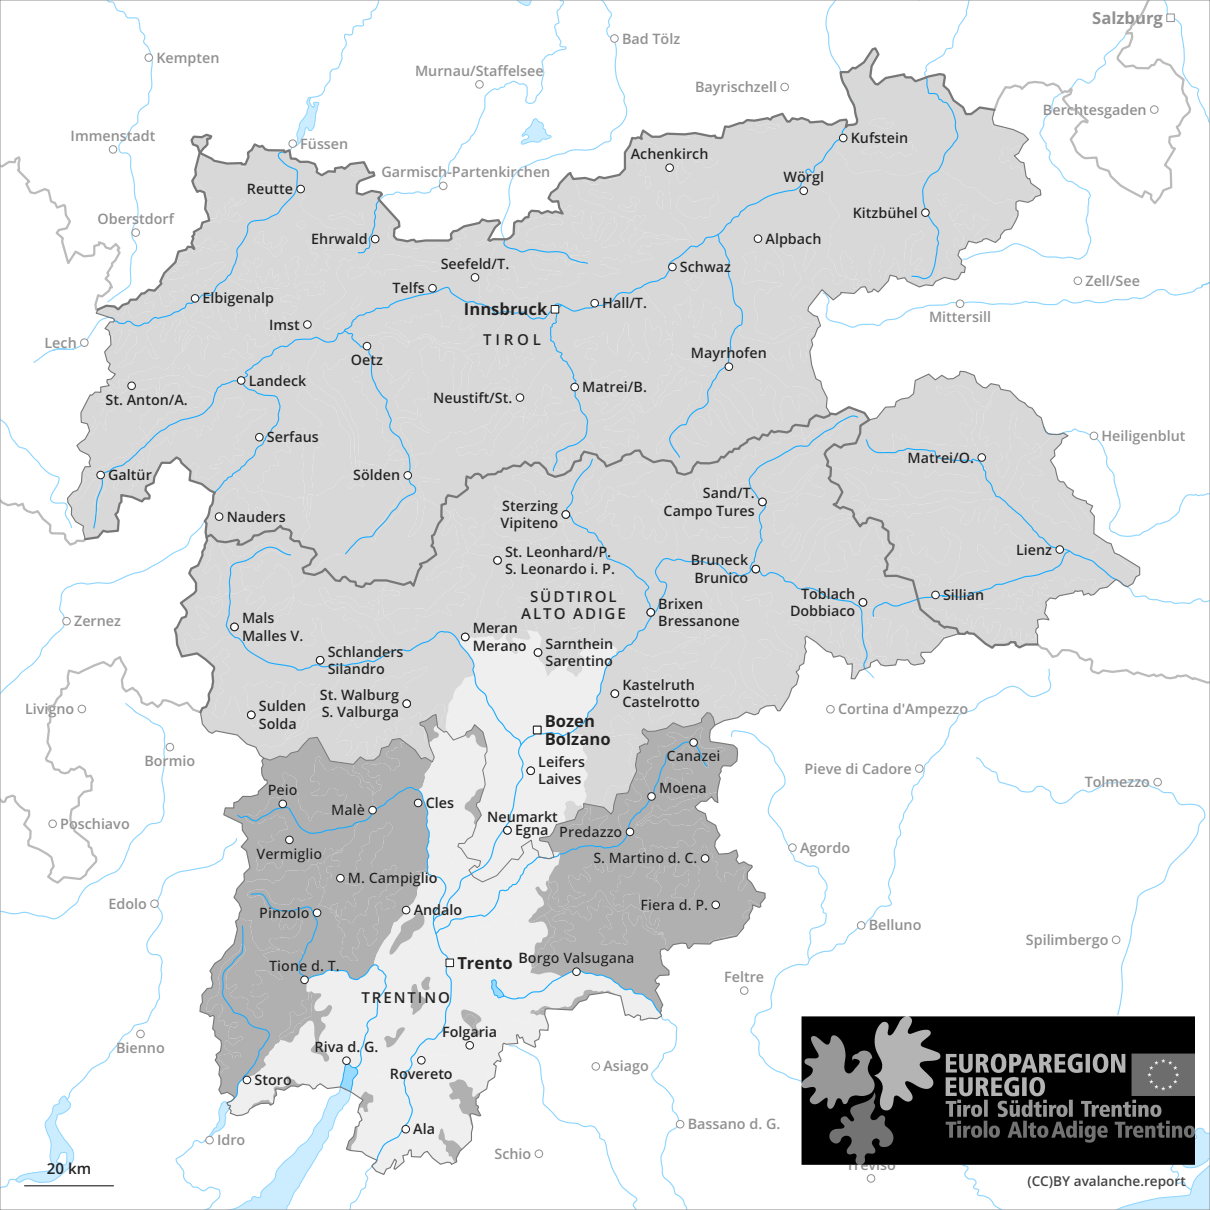 Salzburg
Bad Tölz
Kempten
Murnau/Staffelsee
Bayrischzell
Berchtesgaden
Immenstadt
Füssen
Kufstein
Achenkirch
Garmisch-Partenkirchen
Wörgl
Reutte
Oberstdorf
Kitzbühel
Ehrwald
Alpbach
Seefeld/T.
Schwaz
Zell/See
Telfs
Elbigenalp
Hall/T.
Innsbruck
Mittersill
Imst
TIROL
Lech
Mayrhofen
Oetz
Landeck
Matrei/B.
St. Anton/A.
Neustift/St.
Serfaus
Heiligenblut
Matrei/O.
Galtür
Sölden
Sand/T.
Campo Tures
Sterzing
Vipiteno
Nauders
St. Leonhard/P.
S. Leonardo i. P.
Lienz
Bruneck
Brunico
SÜDTIROL
ALTO ADIGE
Toblach
Dobbiaco
Sillian
Brixen
Bressanone
Zernez
Mals
Malles V.
Meran
Merano
Sarnthein
Sarentino
Schlanders
Silandro
Kastelruth
Castelrotto
St. Walburg
S. Valburga
Livigno
Sulden
Solda
Cortina d'Ampezzo
Bozen
Bolzano
Bormio
Canazei
Leifers
Laives
Pieve di Cadore
Tolmezzo
Peio
Moena
Malè
Cles
Neumarkt
Egna
Poschiavo
Predazzo
Vermiglio
S. Martino d. C.
Agordo
M. Campiglio
Edolo
Pinzolo
Andalo
Fiera d. P.
Belluno
Spilimbergo
Tione d. T.
Trento
Borgo Valsugana
Feltre
TRENTINO
Folgaria
Bienno
Riva d. G.
Rovereto
Asiago
Storo
EUROPAREGION
EUREGIO
Tirol Südtirol Trentino
Tirolo Alto Adige Trentino
Idro
Ala
Bassano d. G.
Schio
Treviso
20 km
(CC)BY avalanche.report